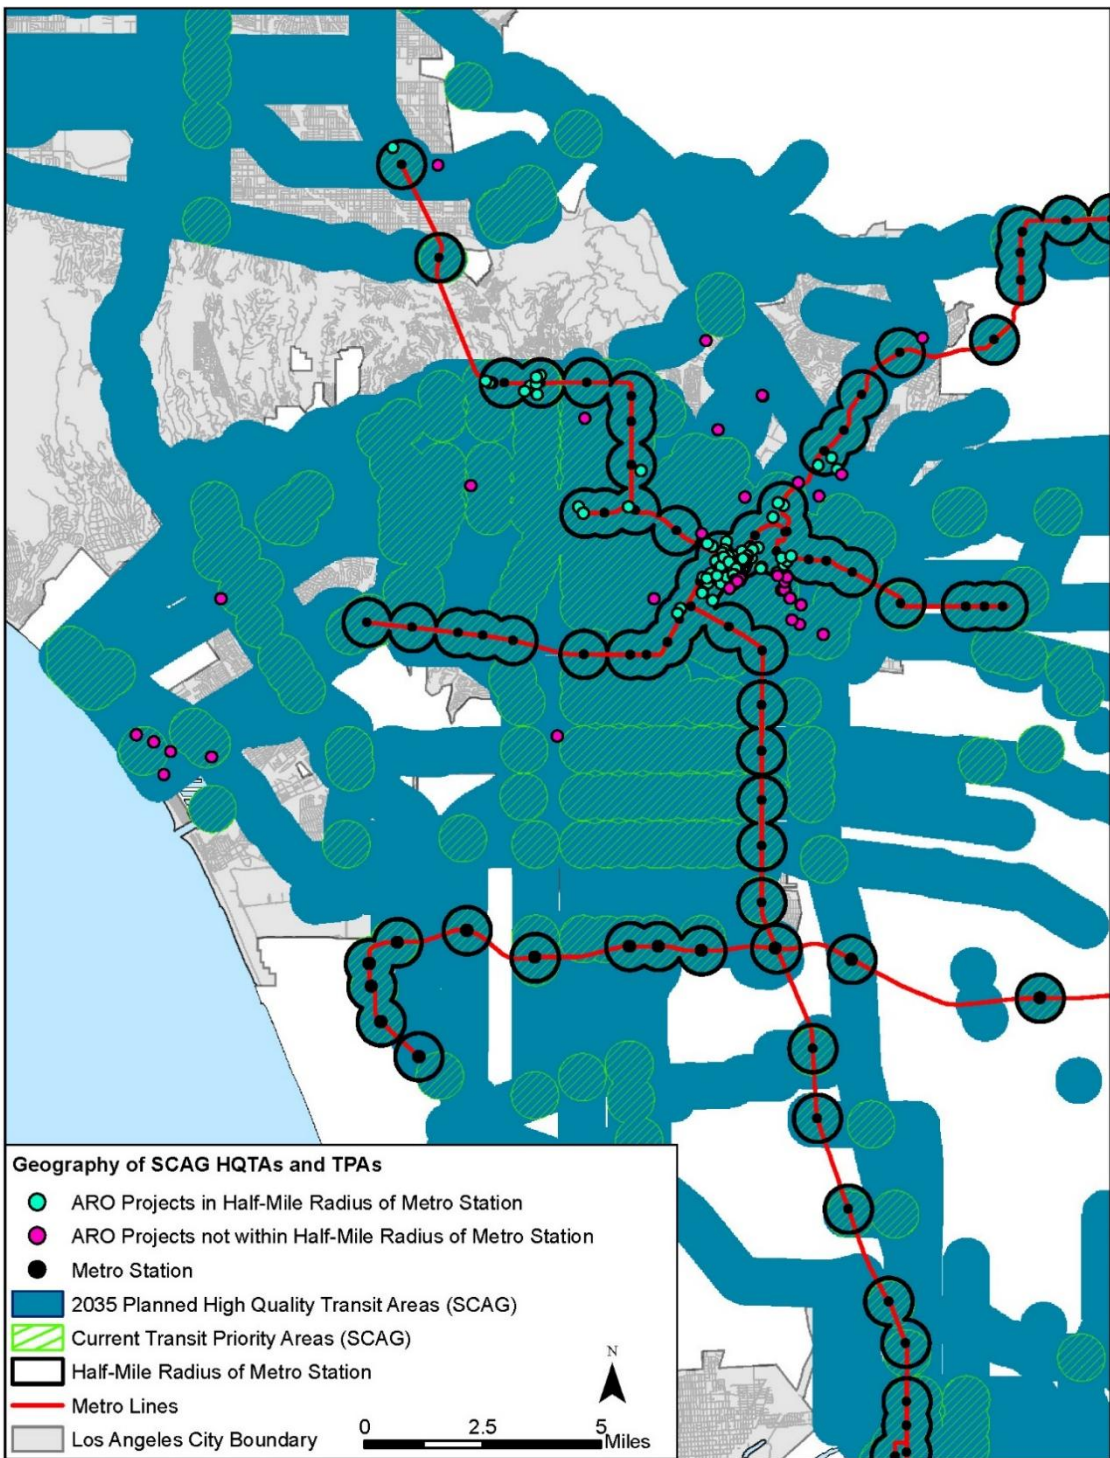 Geography of SCAG HQTAs and TPAs
ARO Projects in Half-Mile Radius of Metro Station
ARO Projects not within Half-Mile Radius of Metro Station
Metro Station
2035 Planned High Quality Transit Areas (SCAG)
Current Transit Priority Areas (SCAG)
Half-Mile Radius of Metro Station
Metro Lines
Los Angeles City Boundary
N
0 2.5 5
Miles